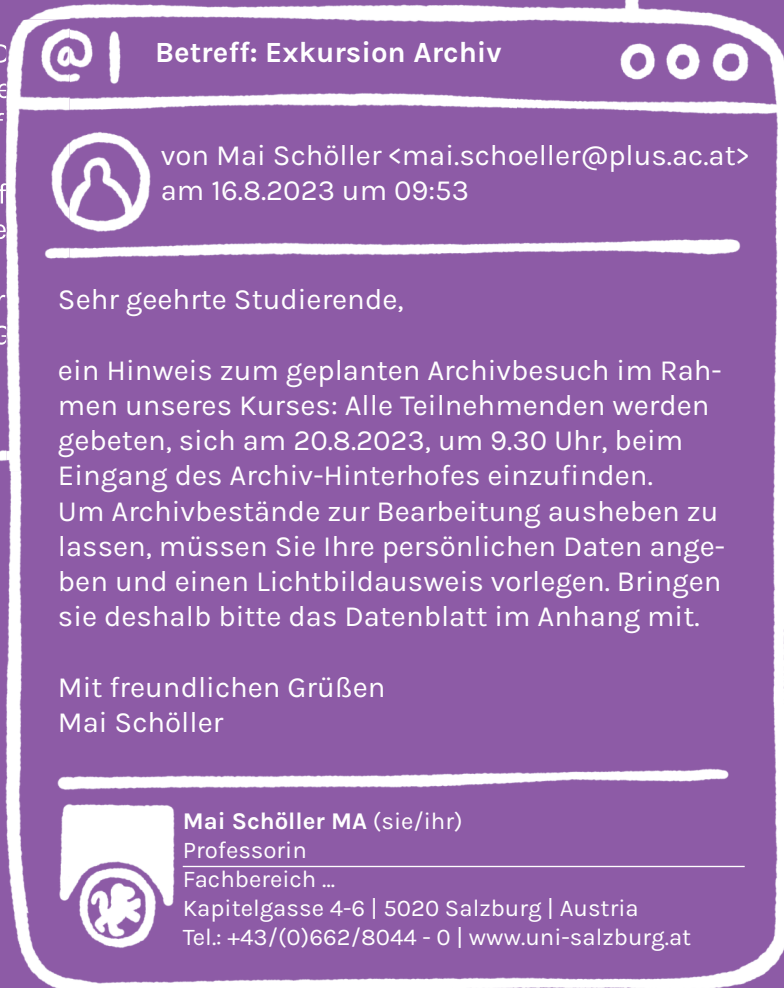 @
Betreff: Exkursion Archiv
von Mai Schöller <mai.schoeller@plus.ac.at>
am 16.8.2023 um 09:53
Sehr geehrte Studierende,
ein Hinweis zum geplanten Archivbesuch im Rah-
men unseres Kurses: Alle Teilnehmenden werden
gebeten, sich am 20.8.2023, um 9.30 Uhr, beim
Eingang des Archiv-Hinterhofes einzufinden.
Um Archivbestände zur Bearbeitung ausheben zu
lassen, müssen Sie Ihre persönlichen Daten ange-
ben und einen Lichtbildausweis vorlegen. Bringen
sie deshalb bitte das Datenblatt im Anhang mit.
Mit freundlichen Grüßen
Mai Schöller
Mai Schöller MA (sie/ihr)
Professorin
Fachbereich ...
Kapitelgasse 4-6 | 5020 Salzburg | Austria
Tel.: +43/(0)662/8044 - 0 | www.uni-salzburg.at